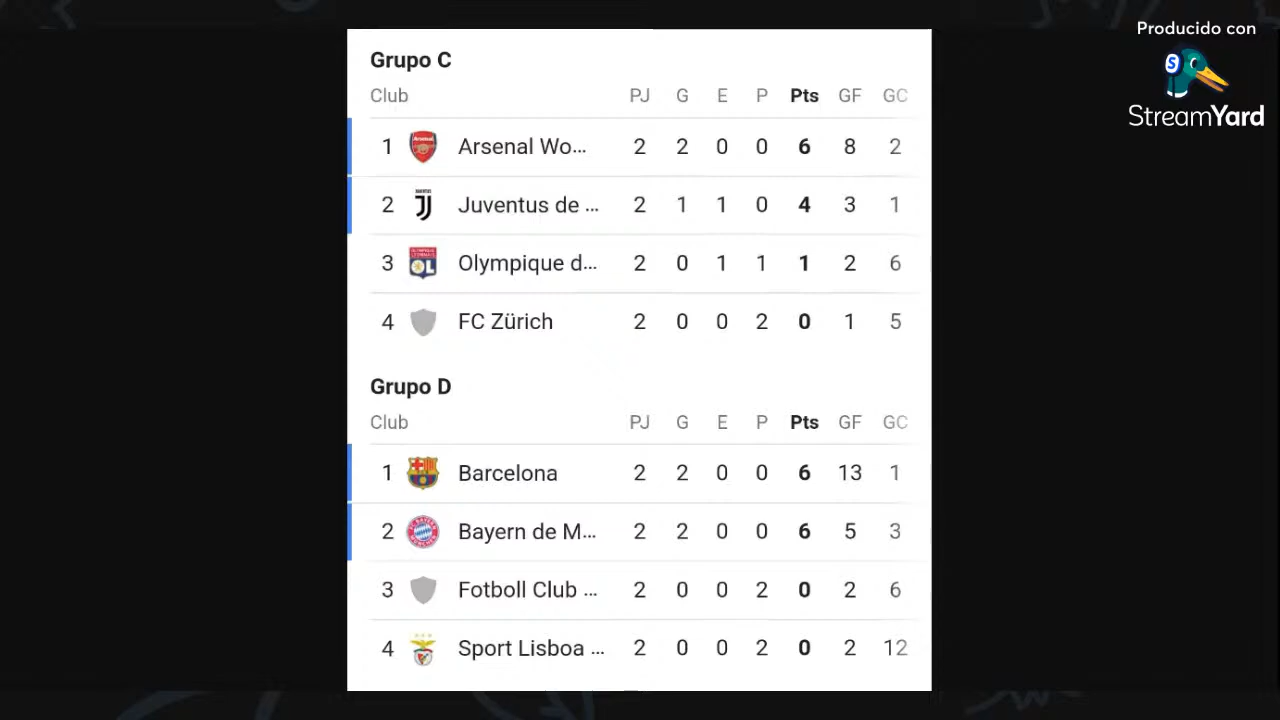 Producido con
StreamYard
Grupo C
Club PJ G E P Pts GF GC
1 Arsenal Wo... 2 2 0 0 6 8 2
2 Juventus de ... 2 1 1 0 4 3 1
3 Olympique d... 2 0 1 1 1 2 6
4 FC Zürich 2 0 0 2 0 1 5
Grupo D
Club PJ G E P Pts GF GC
1 Barcelona 2 2 0 0 6 13 1
2 Bayern de M... 2 2 0 0 6 5 3
3 Fotboll Club ... 2 0 0 2 0 2 6
4 Sport Lisboa ... 2 0 0 2 0 2 12